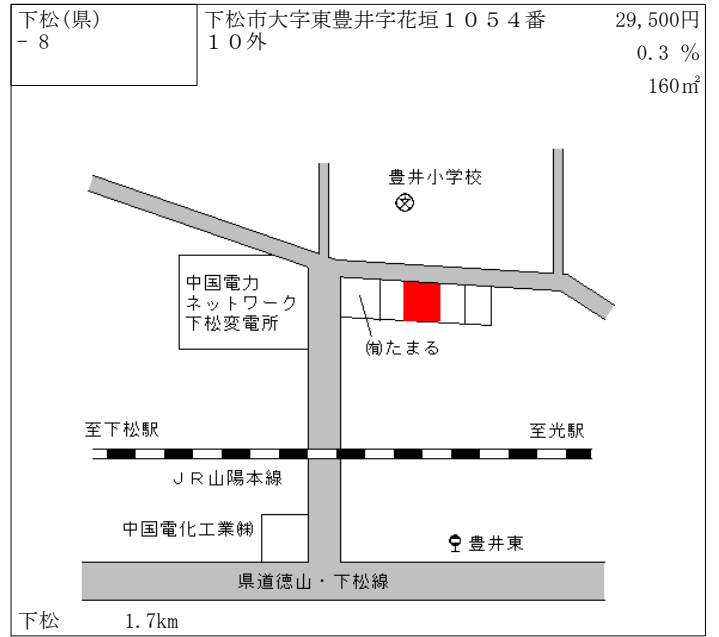 下松(県)
－８
下松市大字東豊井字花垣１０５４番
１０外
29,500円
0.3 %
160㎡
豊井小学校
中国電力
ネットワーク
下松変電所
㈲たまる
至下松駅
至光駅
ＪＲ山陽本線
中国電化工業㈱
豊井東
県道徳山・下松線
下松 1.7km